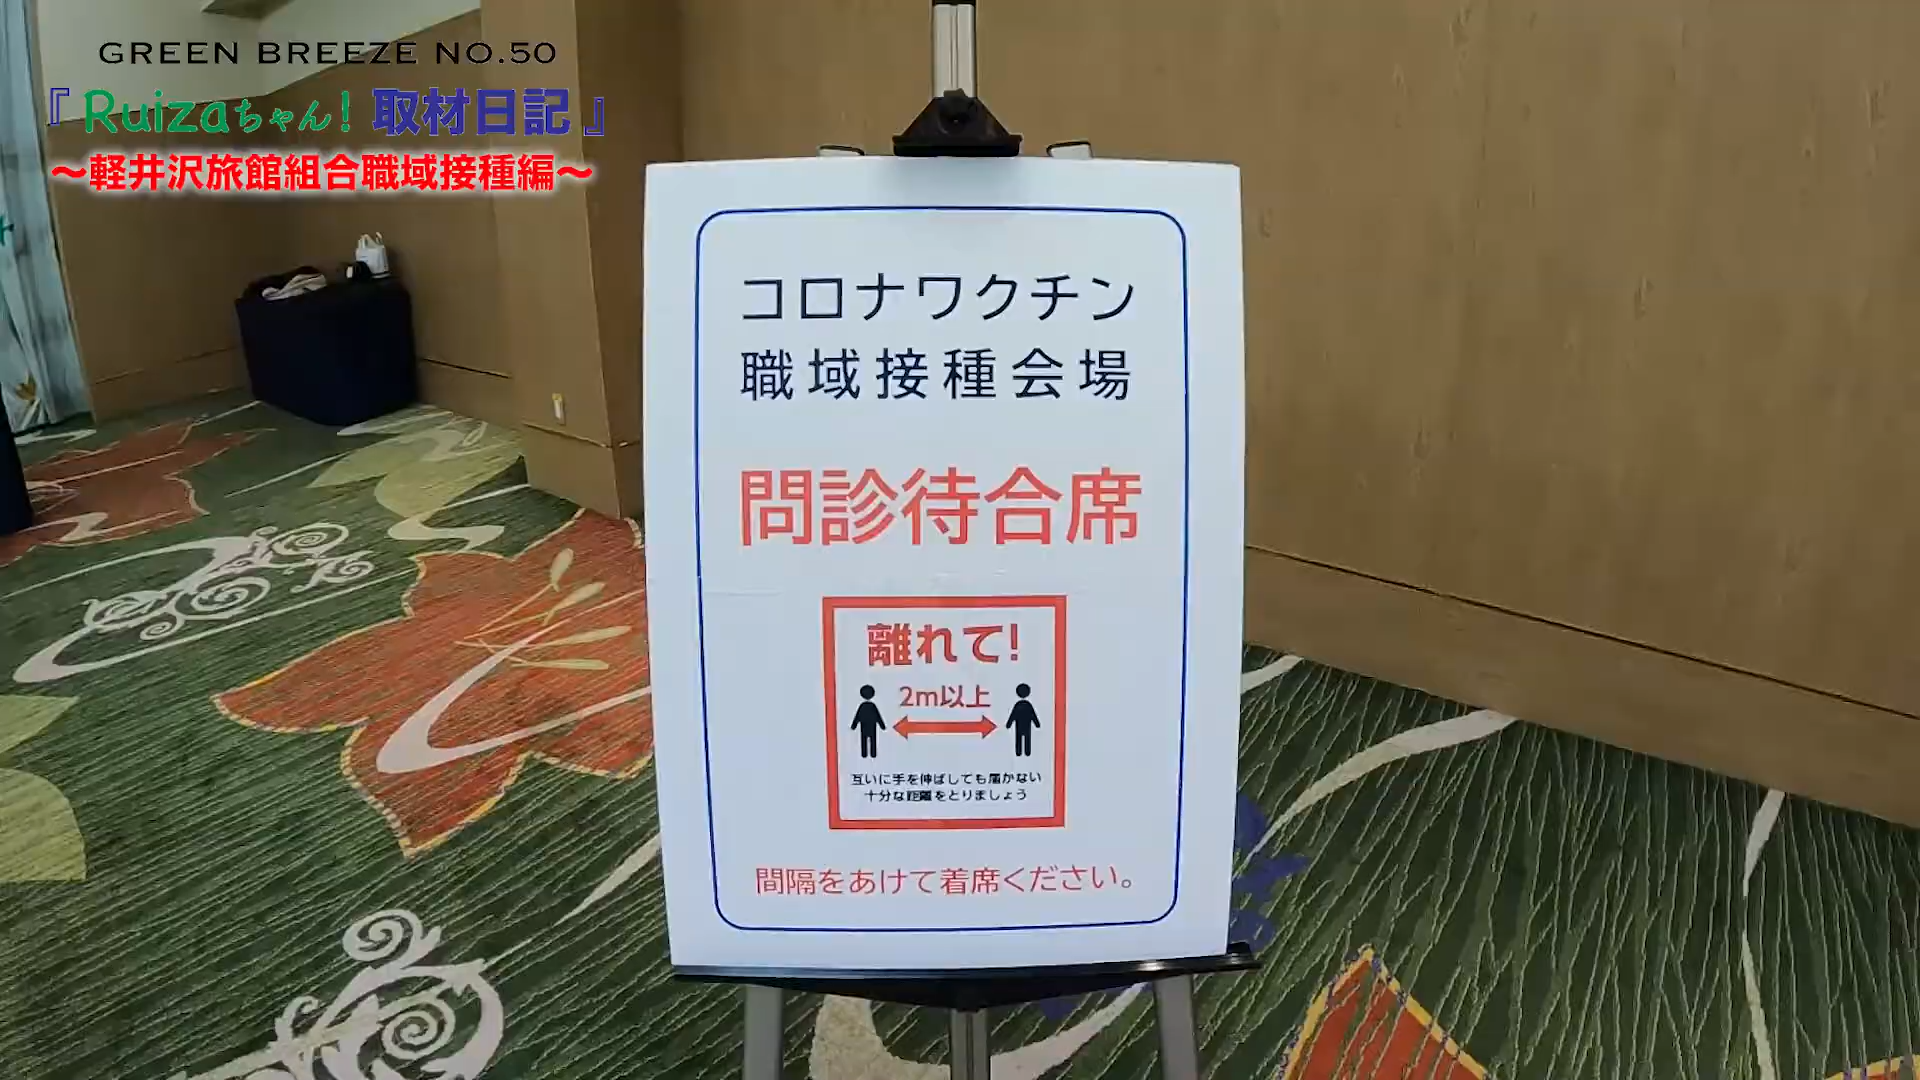 GREEN BREEZE NO.50
『Ruizaちゃん!取材日記』
～軽井沢旅館組合職域接種編～
コロナワクチン
職域接種会場
問診待合席
離れて!
2m以上
互いに手を伸ばしても届かない
十分な距離をとりましょう
間隔をあけて着席ください。